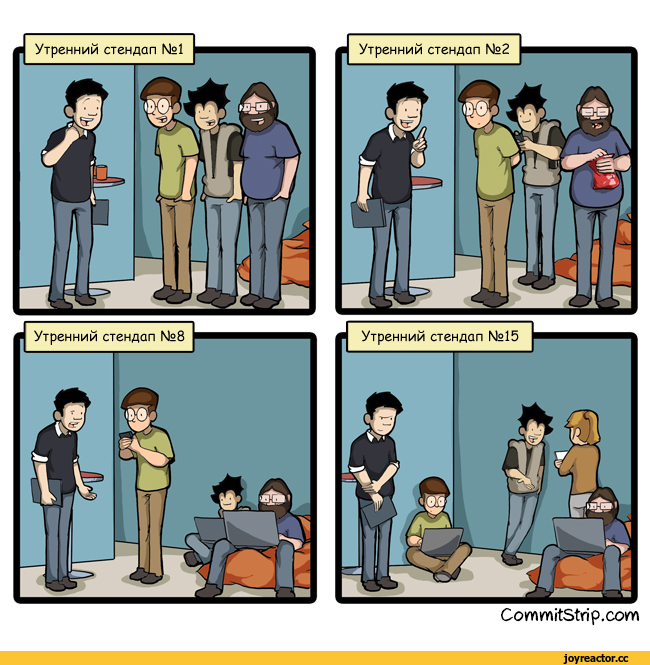 Утренний стендап №1
Утренний стендап №2
Утренний стендап №8
Утренний стендап №15
CommitStrip.com
joyreactor.cc